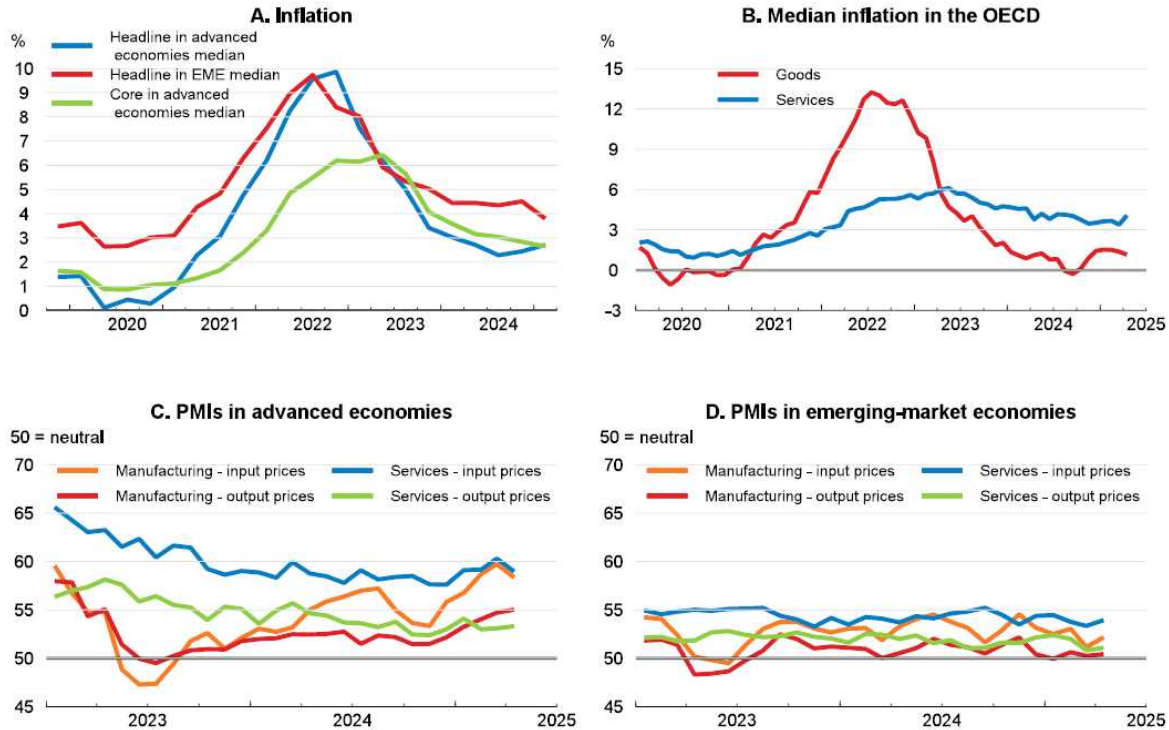 A. Inflation
%
Headline in advanced
economies median
Headline in EME median
Core in advanced
economies median
10
9
8
7
6
5
4
3
2
1
0
2020
2021
2022
2023
2024
B. Median inflation in the OECD
%
Goods
Services
15
12
9
6
3
0
−3
2020
2021
2022
2023
2024
2025
C. PMIs in advanced economies
50 = neutral
Manufacturing - input prices
Services - input prices
Manufacturing - output prices
Services - output prices
70
65
60
55
50
45
2023
2024
2025
D. PMIs in emerging-market economies
50 = neutral
Manufacturing - input prices
Services - input prices
Manufacturing - output prices
Services - output prices
70
65
60
55
50
45
2023
2024
2025